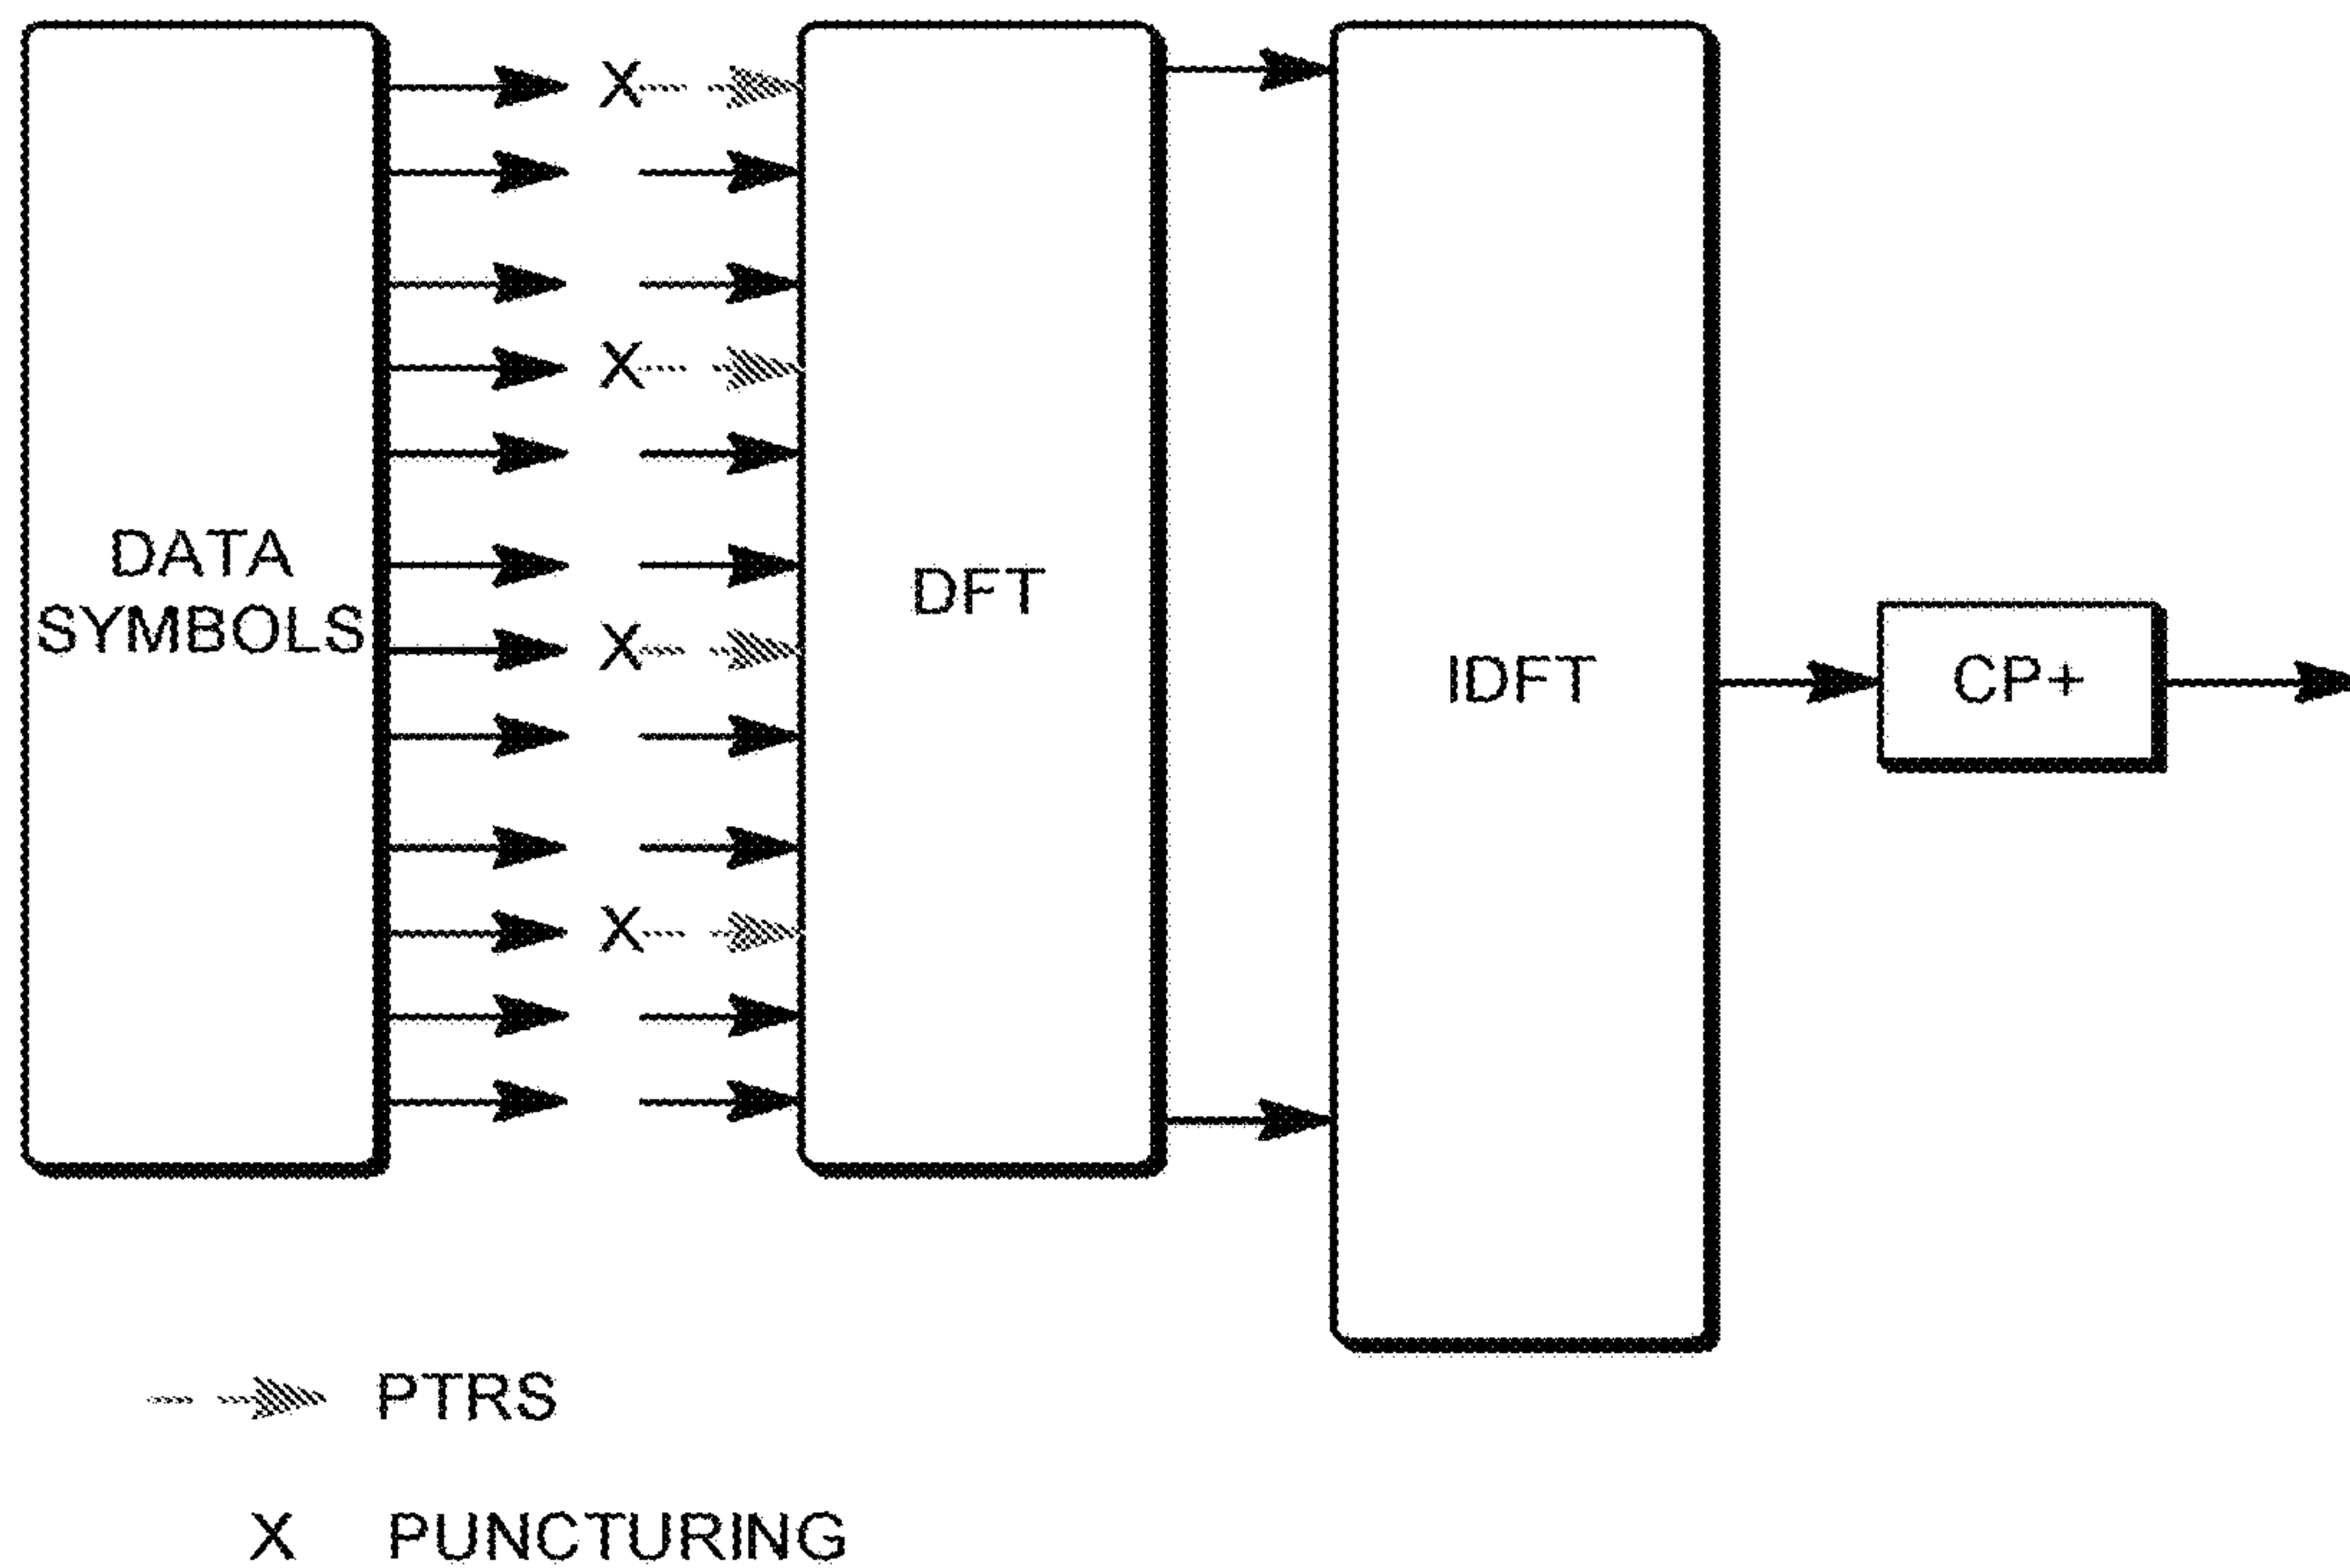 X
X
X
X
DATA
SYMBOLS
DFT
IDFT
CP+
PTRS
X PUNCTURING